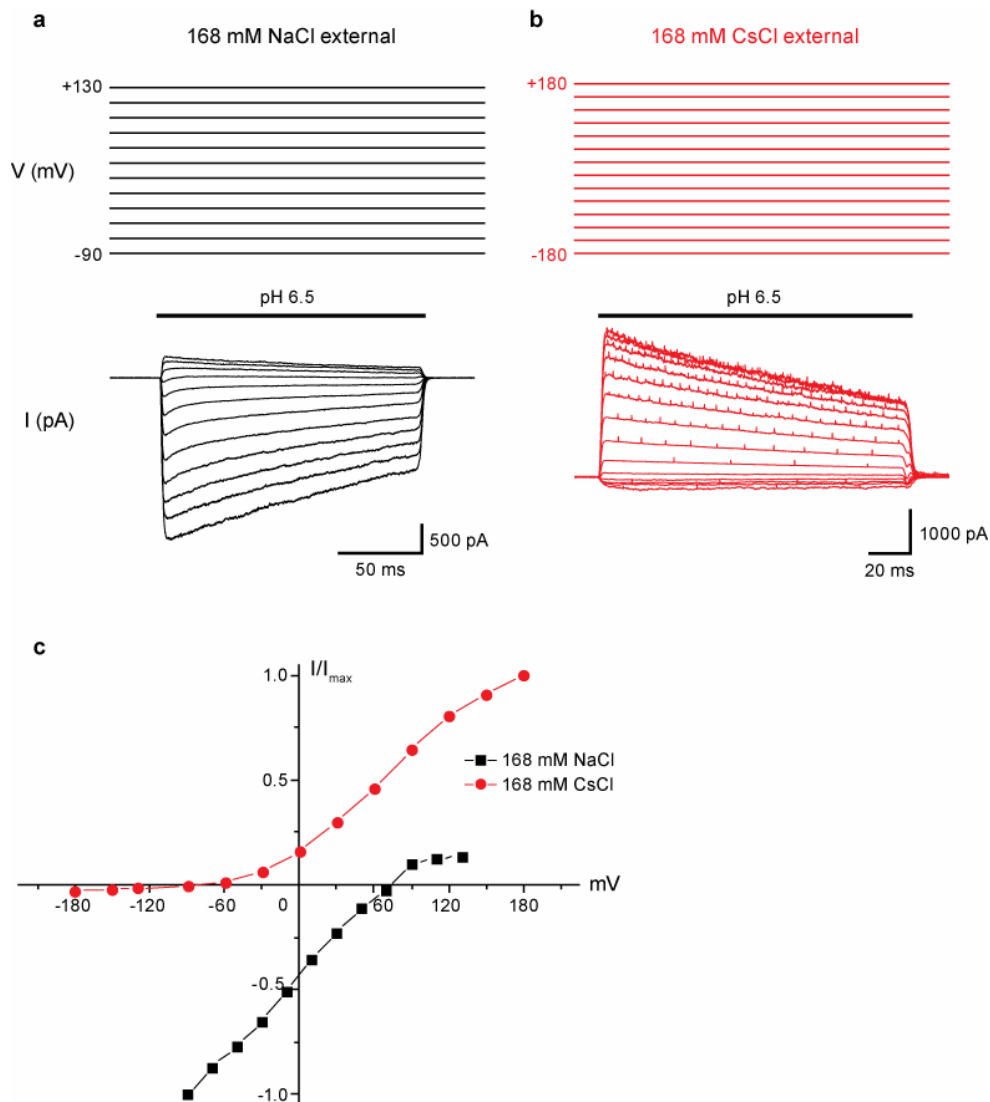 a
168 mM NaCl external
+130
V (mV)
-90
pH 6.5
I (pA)
500 pA
50 ms
b
168 mM CsCl external
+180
-180
pH 6.5
1000 pA
20 ms
c
I/I max
1.0
0.5
-0.5
-1.0
-180 -120 -60 0 60 120 180 mV
168 mM NaCl
168 mM CsCl